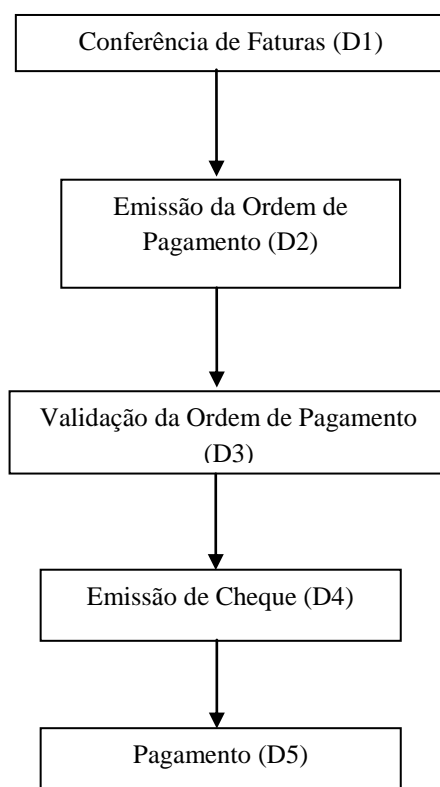 Conferência de Faturas (D1)
Emissão da Ordem de
Pagamento (D2)
Validação da Ordem de Pagamento
(D3)
Emissão de Cheque (D4)
Pagamento (D5)